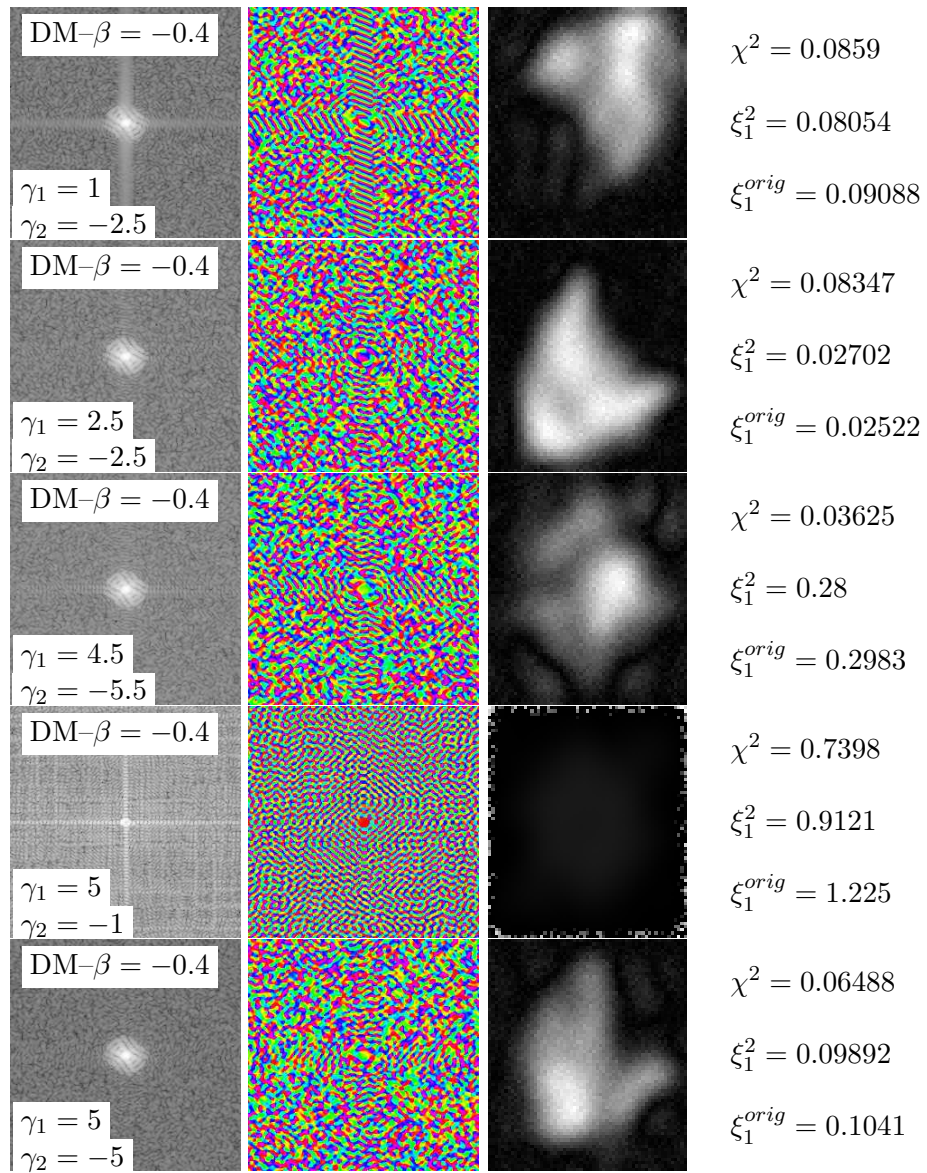 DM–β = −0.4
χ² = 0.0859
ξ₁² = 0.08054
γ₁ = 1
ξ₁ᵒʳⁱᵍ = 0.09088
γ₂ = −2.5
DM–β = −0.4
χ² = 0.08347
ξ₁² = 0.02702
γ₁ = 2.5
ξ₁ᵒʳⁱᵍ = 0.02522
γ₂ = −2.5
DM–β = −0.4
χ² = 0.03625
ξ₁² = 0.28
γ₁ = 4.5
ξ₁ᵒʳⁱᵍ = 0.2983
γ₂ = −5.5
DM–β = −0.4
χ² = 0.7398
ξ₁² = 0.9121
γ₁ = 5
ξ₁ᵒʳⁱᵍ = 1.225
γ₂ = −1
DM–β = −0.4
χ² = 0.06488
ξ₁² = 0.09892
γ₁ = 5
ξ₁ᵒʳⁱᵍ = 0.1041
γ₂ = −5